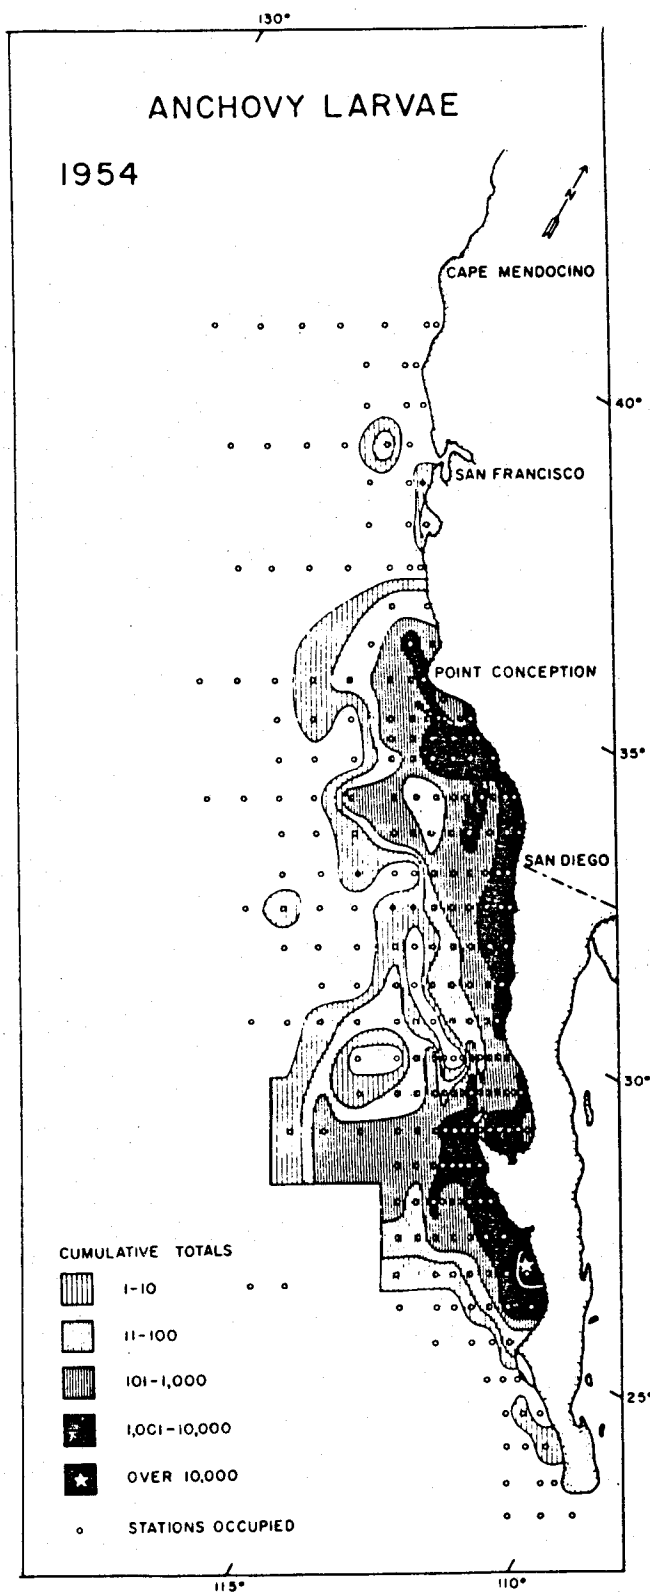 130°
ANCHOVY LARVAE
1954
N
CAPE MENDOCINO
40°
SAN FRANCISCO
POINT CONCEPTION
35°
SAN DIEGO
30°
CUMULATIVE TOTALS
1-10
11-100
101-1,000
1,001-10,000
OVER 10,000
STATIONS OCCUPIED
25°
115°
110°